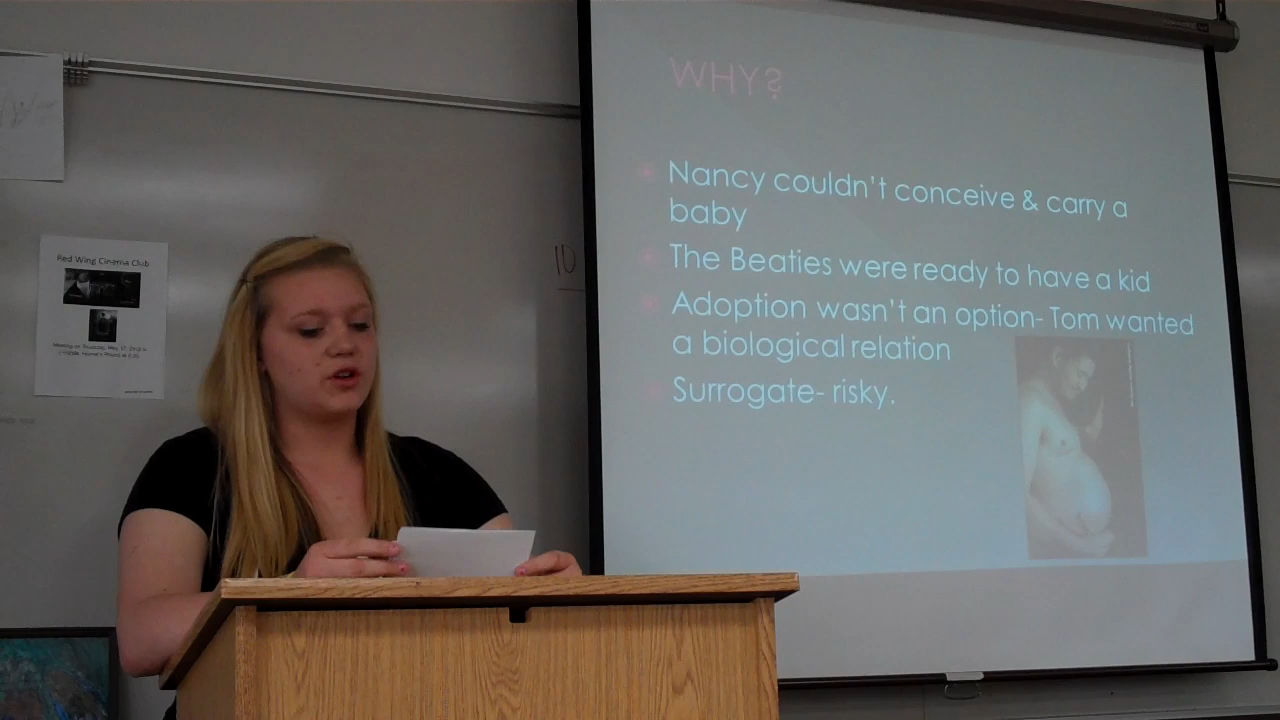 WHY?
Nancy couldn't conceive & carry a
baby
The Beaties were ready to have a kid
Adoption wasn't an option- Tom wanted
a biological relation
Surrogate- risky.
10
Red Wing Cinema Club